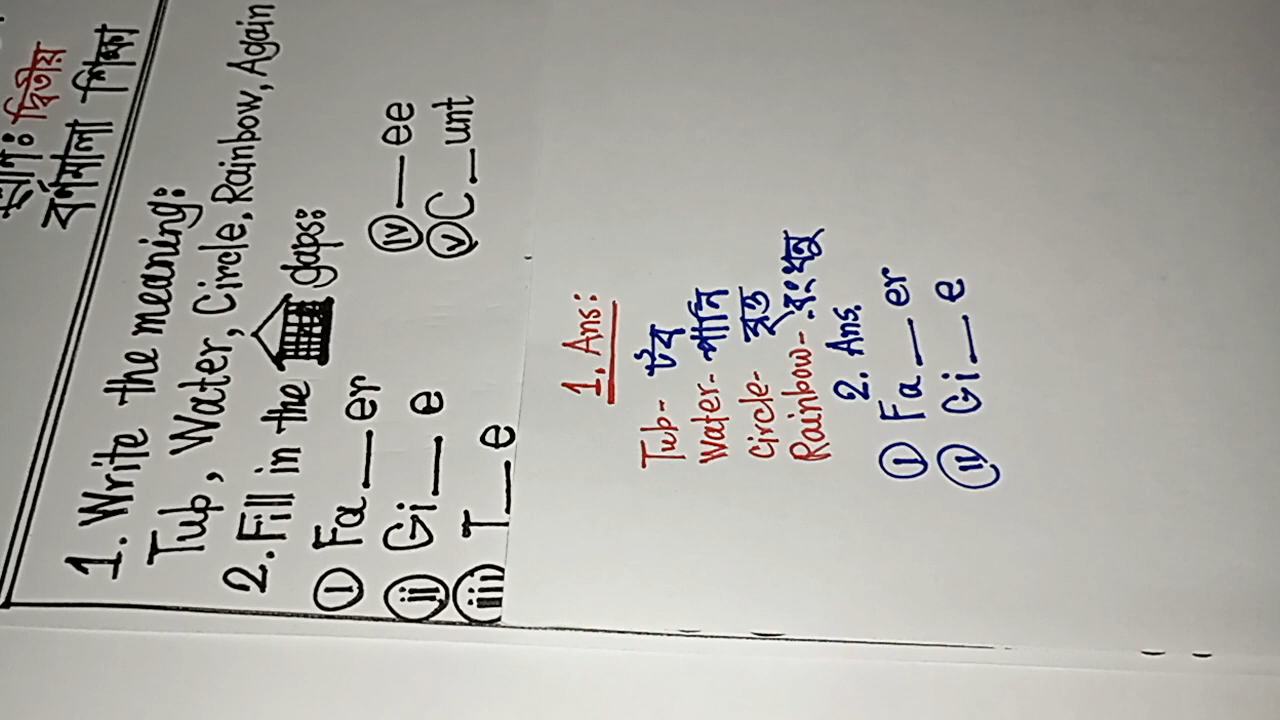 দ্বিতীয়
বর্ণমালা শিক্ষা
1. Write the meaning:
Tub, Water, Circle, Rainbow, Again
2. Fill in the gaps:
i Fa__er
ii Gi__e
iii T__e
iv __ee
v C_unt
1. Ans:
Tub- টব
Water- পানি
Circle- বৃত্ত
Rainbow- রংধনু
2. Ans.
i Fa__er
ii Gi__e